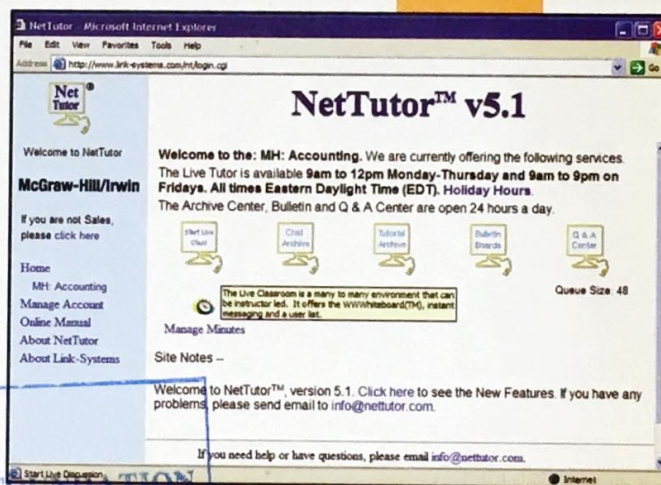 NetTutor - Microsoft Internet Explorer
File Edit View Favorites Tools Help
Address http://www.link-systems.com/nt/login.cgi Go
Net Tutor ®
NetTutor™ v5.1
Welcome to NetTutor
McGraw-Hill/Irwin
If you are not Sales,
please click here
Home
MH: Accounting
Manage Account
Online Manual
About NetTutor
About Link-Systems
Welcome to the: MH: Accounting. We are currently offering the following services.
The Live Tutor is available 9am to 12pm Monday-Thursday and 9am to 9pm on
Fridays. All times Eastern Daylight Time (EDT). Holiday Hours.
The Archive Center, Bulletin and Q & A Center are open 24 hours a day.
Start Live
Chat
Archive
Tutorial
Archive
Bulletin
Boards
Q & A
Center
Queue Size: 48
The Live Classroom is a many to many environment that can
be instructor led. It offers the WWWhiteboard(TM), instant
messaging and a user list.
Manage Minutes
Site Notes --
Welcome to NetTutor™, version 5.1. Click here to see the New Features. If you have any
problems, please send email to info@nettutor.com.
If you need help or have questions, please email info@nettutor.com.
Start Live Discussion
Internet